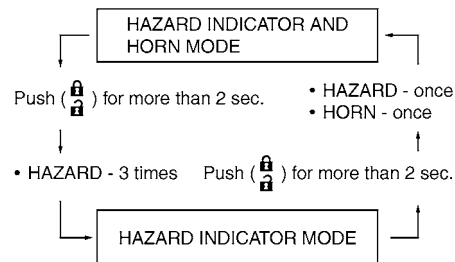 HAZARD INDICATOR AND
HORN MODE
Push ( ) for more than 2 sec.
• HAZARD - once
• HORN - once
• HAZARD - 3 times
Push ( ) for more than 2 sec.
HAZARD INDICATOR MODE